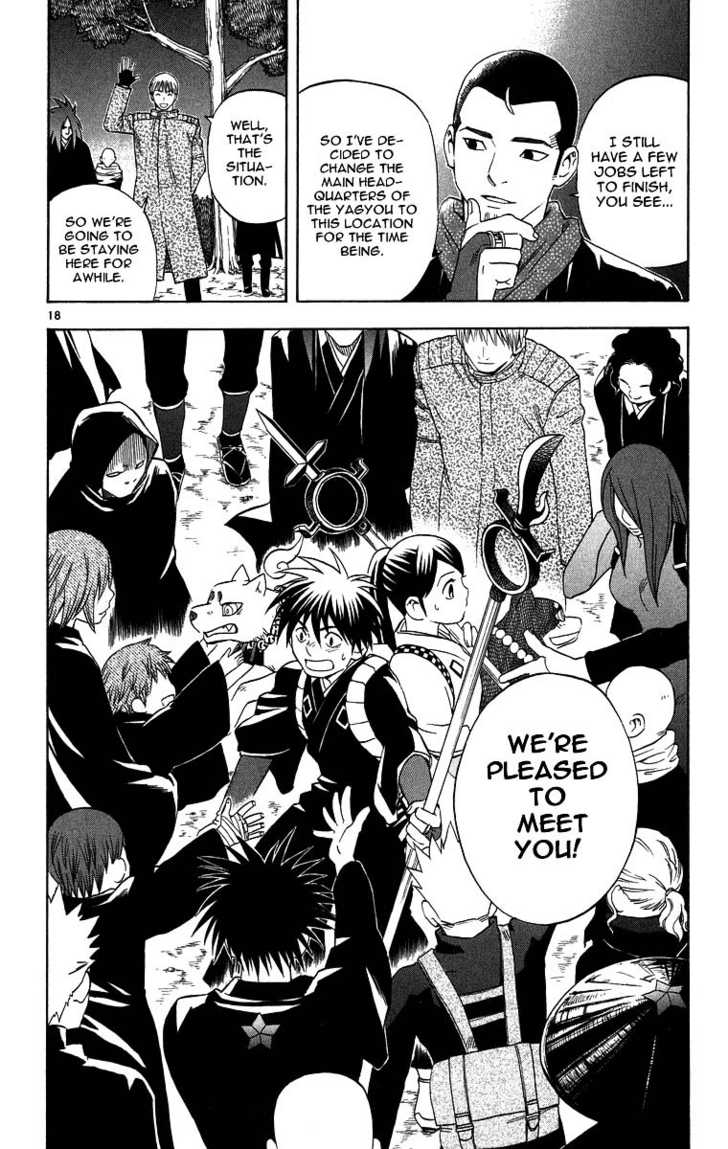 I STILL
HAVE A FEW
JOBS LEFT
TO FINISH,
YOU SEE...
SO I'VE DE-
CIDED TO
CHANGE THE
MAIN HEAD-
QUARTERS OF
THE YAGYOU TO
THIS LOCATION
FOR THE TIME
BEING.
WELL,
THAT'S
THE
SITUA-
TION.
SO WE'RE
GOING TO
BE STAYING
HERE FOR
AWHILE.
18
WE'RE
PLEASED
TO
MEET
YOU!